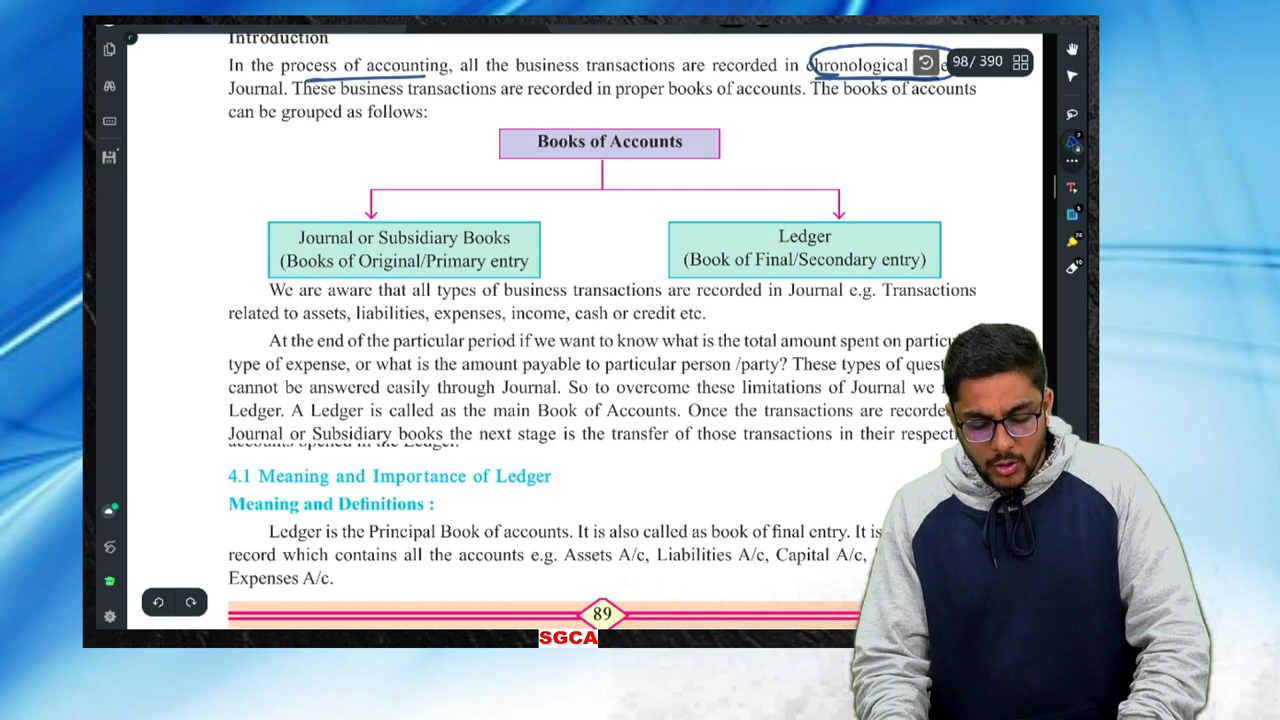 Introduction
In the process of accounting, all the business transactions are recorded in chronological
98/ 390
Journal. These business transactions are recorded in proper books of accounts. The books of accounts
can be grouped as follows:
Books of Accounts
Journal or Subsidiary Books
(Books of Original/Primary entry
Ledger
(Book of Final/Secondary entry)
We are aware that all types of business transactions are recorded in Journal e.g. Transactions
related to assets, liabilities, expenses, income, cash or credit etc.
At the end of the particular period if we want to know what is the total amount spent on
type of expense, or what is the amount payable to particular person /party? These types of
cannot be answered easily through Journal. So to overcome these limitations of Journal we
Ledger. A Ledger is called as the main Book of Accounts. Once the transactions are
Journal or Subsidiary books the next stage is the transfer of those transactions in their
accounts opened in the Ledger.
4.1 Meaning and Importance of Ledger
Meaning and Definitions :
Ledger is the Principal Book of accounts. It is also called as book of final entry. It is
record which contains all the accounts e.g. Assets A/c, Liabilities A/c, Capital A/c,
Expenses A/c.
89
SGCA